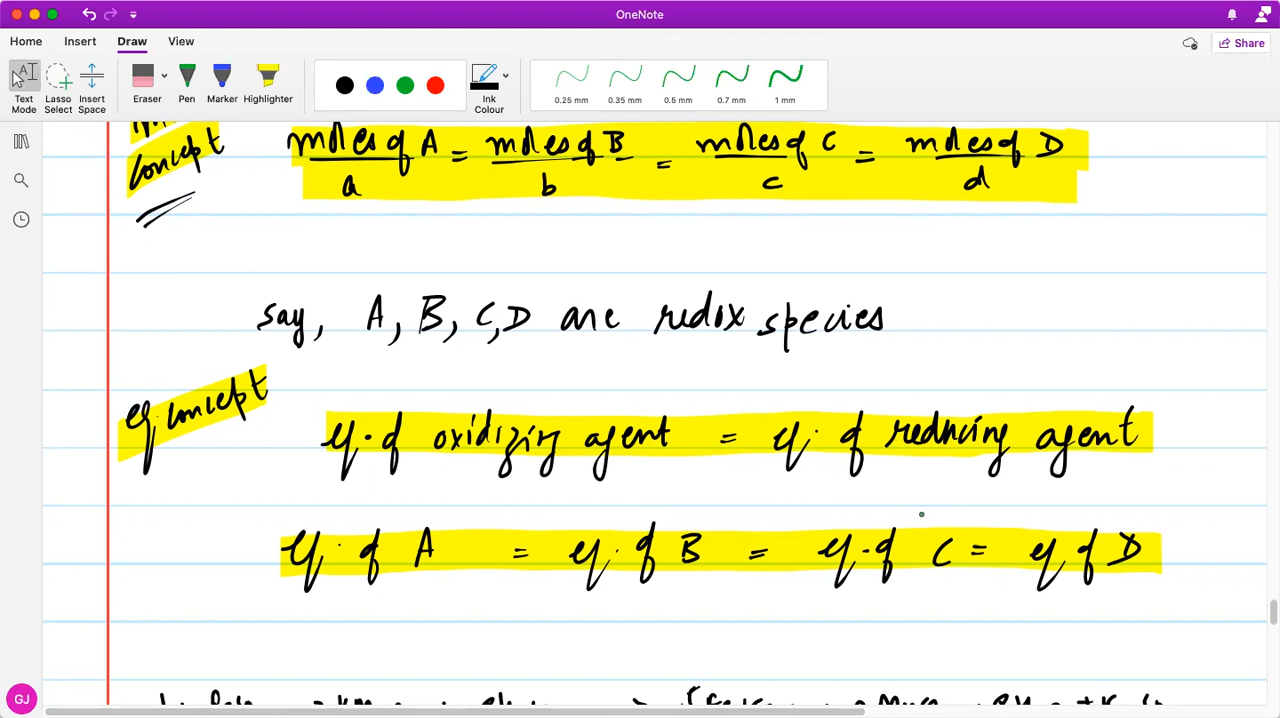 OneNote
Home Insert Draw View
Share
Text Mode
Lasso Select
Insert Space
Eraser
Pen
Marker
Highlighter
Ink Colour
0.25 mm 0.35 mm 0.5 mm 0.7 mm 1 mm
concept
moles of A / a = moles of B / b = moles of C / c = moles of D / d
say, A, B, C, D are redox species
eq. concept
eq. of oxidizing agent = eq. of reducing agent
eq. of A = eq. of B = eq. of C = eq of D
GJ